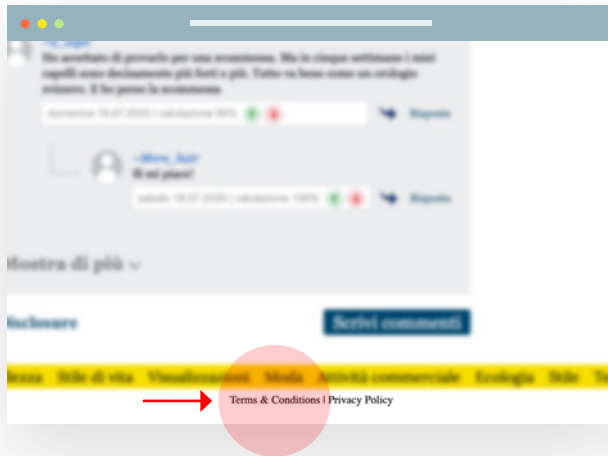 Ho accettato di provarlo per una scommessa. Ma in cinque settimane i miei
capelli sono decisamente più forti e più. Tutto va bene come un orologio
svizzero. E ho perso la scommessa
domenica 19.07.2020 | valutazione 98%
Risposta
Si mi piace!
sabato 18.07.2020 | valutazione 100%
Risposta
Mostra di più
Scrivi commenti
Stile di vita Visualizzazioni Moda Attività commerciale Ecologia Stile
Terms & Conditions | Privacy Policy